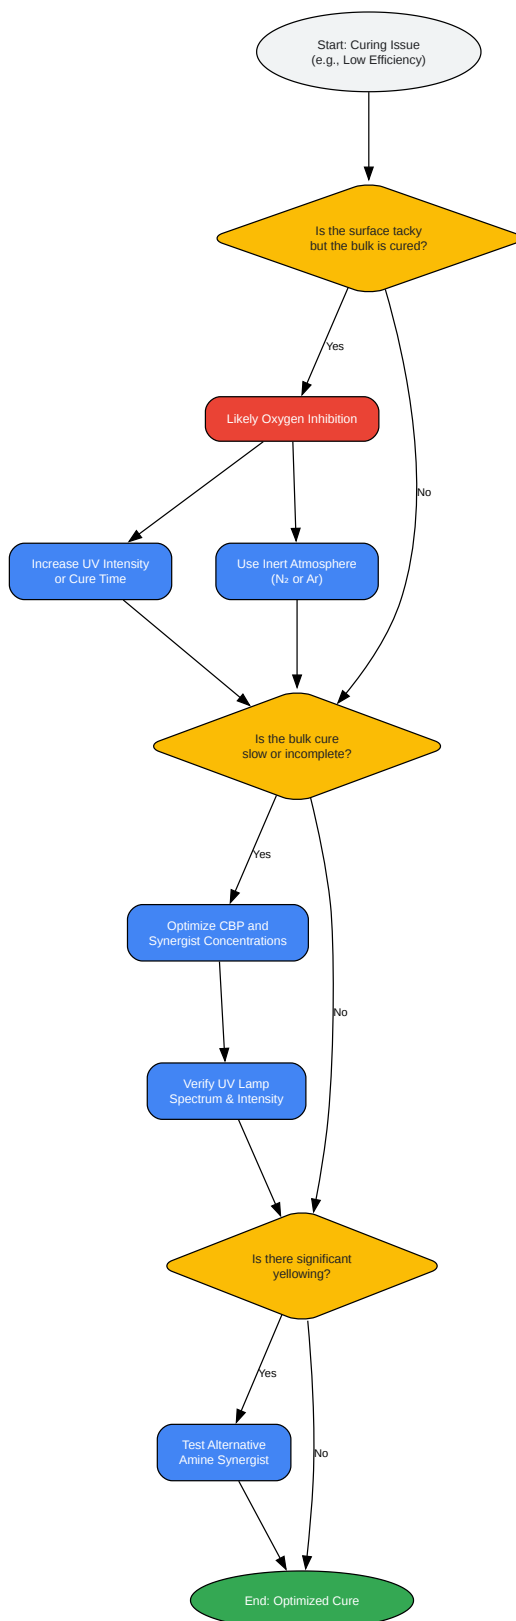 Start: Curing Issue
(e.g., Low Efficiency)
Is the surface tacky
but the bulk is cured?
Yes
Likely Oxygen Inhibition
No
Increase UV Intensity
or Cure Time
Use Inert Atmosphere
(N₂ or Ar)
Is the bulk cure
slow or incomplete?
Yes
Optimize CBP and
Synergist Concentrations
No
Verify UV Lamp
Spectrum & Intensity
Is there significant
yellowing?
Yes
Test Alternative
Amine Synergist
No
End: Optimized Cure